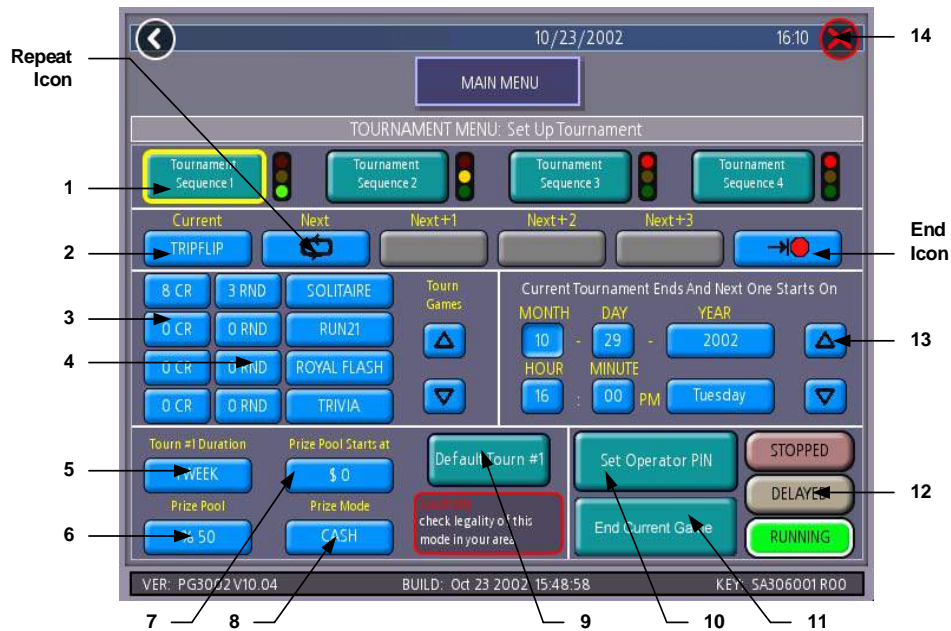 10/23/2002 16:10 14
Repeat
Icon
MAIN MENU
TOURNAMENT MENU: Set Up Tournament
Tournament
Sequence 1
Tournament
Sequence 2
Tournament
Sequence 3
Tournament
Sequence 4
1
Current Next Next+1 Next+2 Next+3
2 TRIPFLIP
End
Icon
8 CR 3 RND SOLITAIRE
Tourn
Games
Current Tournament Ends And Next One Starts On
MONTH DAY YEAR
3 0 CR 0 RND RUN21
10 - 29 - 2002 13
4 0 CR 0 RND ROYAL FLASH
HOUR MINUTE
0 CR 0 RND TRIVIA
16 : 00 PM Tuesday
Tourn #1 Duration Prize Pool Starts at
5 1 WEEK $ 0
Default Tourn #1
Set Operator PIN
STOPPED
Prize Pool Prize Mode
6 % 50 CASH
CAUTION:
check legality of this
mode in your area
End Current Game
DELAYED 12
RUNNING
VER: PG3002 V10.04 BUILD: Oct 23 2002 15:48:58 KEY: SA306001 R00
7 8 9 10 11